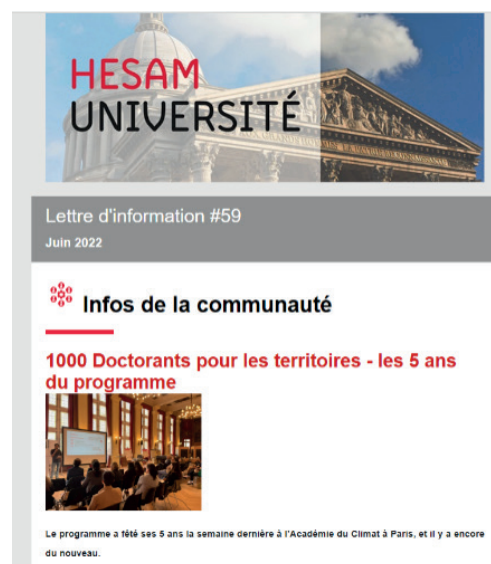 HESAM
UNIVERSITÉ
Lettre d'information #59
Juin 2022
Infos de la communauté
1000 Doctorants pour les territoires - les 5 ans
du programme
Le programme a fêté ses 5 ans la semaine dernière à l'Académie du Climat à Paris, et il y a encore
du nouveau.